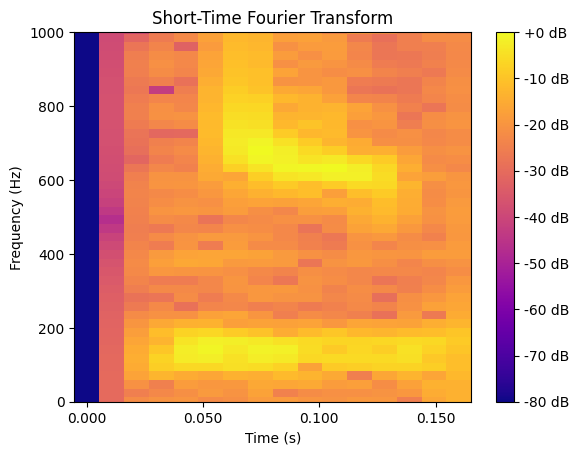 Short-Time Fourier Transform
1000
800
600
400
200
0
Frequency (Hz)
0.000
0.050
0.100
0.150
Time (s)
+0 dB
-10 dB
-20 dB
-30 dB
-40 dB
-50 dB
-60 dB
-70 dB
-80 dB